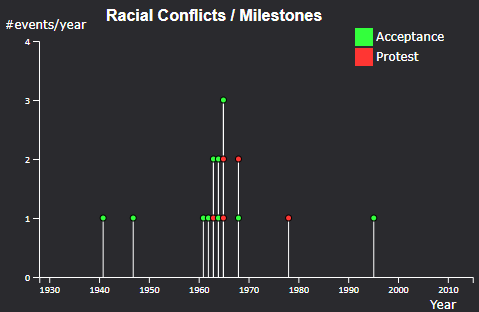 Racial Conflicts / Milestones
#events/year
Acceptance
Protest
4
3
2
1
0
1930 1940 1950 1960 1970 1980 1990 2000 2010
Year